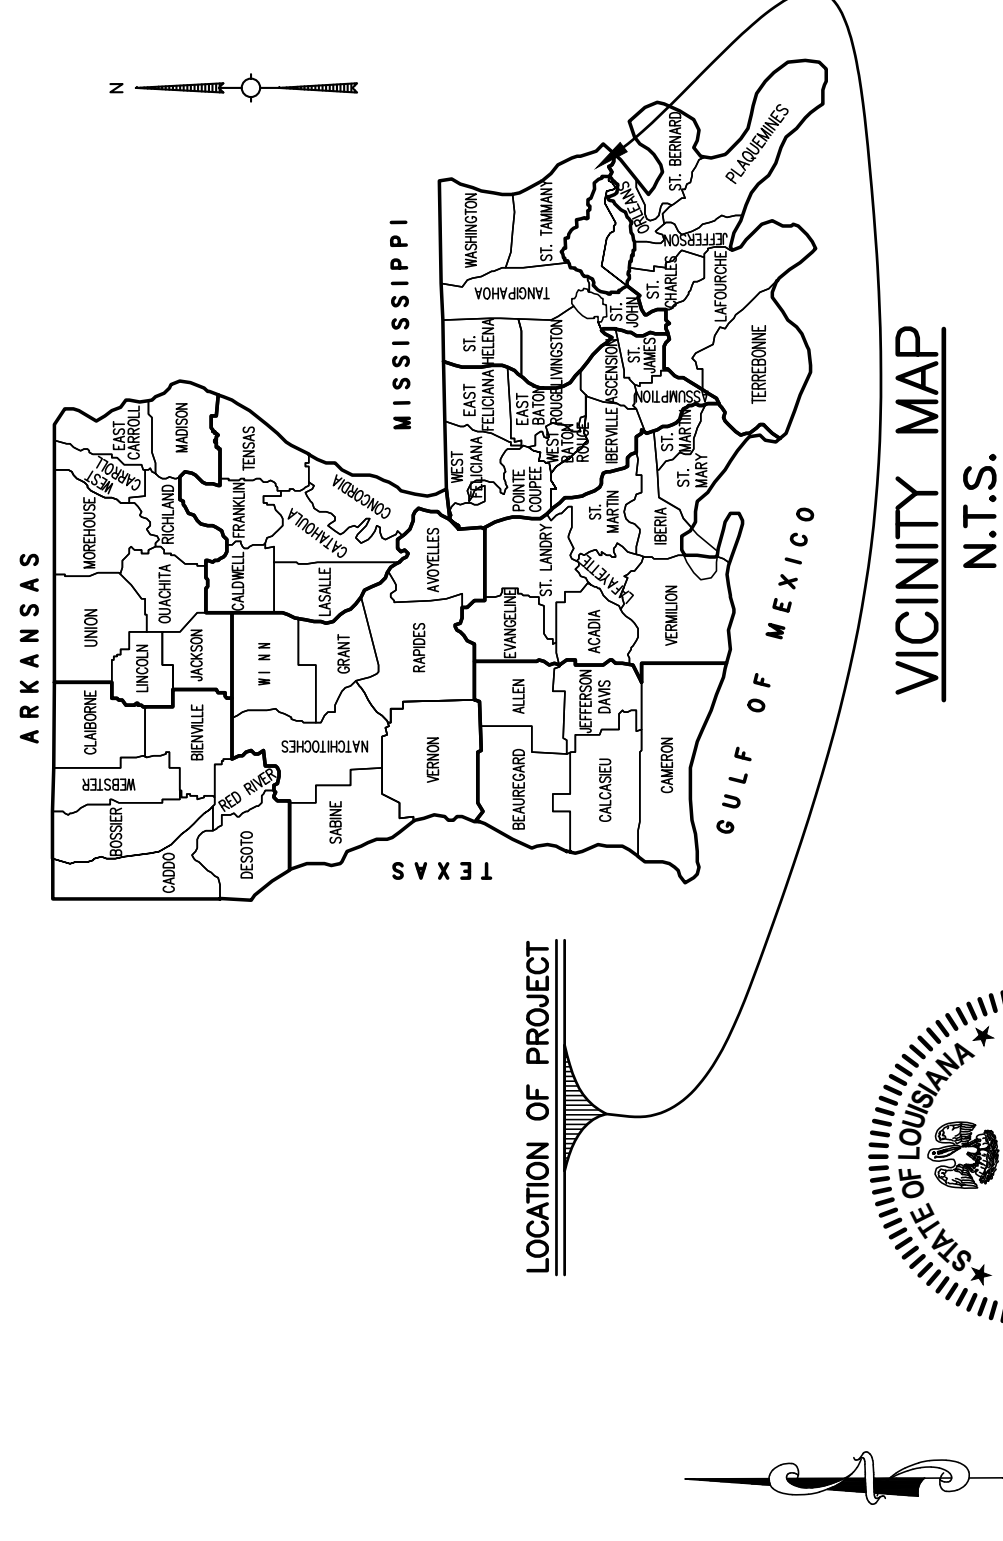 ARKANSAS
N
MISSISSIPPI
CLAIBORNE
UNION
MOREHOUSE
WEST
CARROLL
EAST
CARROLL
WEBSTER
BOSSIER
CADDO
LINCOLN
BIENVILLE
JACKSON
OUACHITA
RICHLAND
MADISON
RED RIVER
DESOTO
WINN
CALDWELL
FRANKLIN
TENSAS
NATCHITOCHES
SABINE
GRANT
LASALLE
CATAHOULA
CONCORDIA
VERNON
RAPIDES
AVOYELLES
TEXAS
BEAUREGARD
ALLEN
EVANGELINE
ST. LANDRY
POINTE
COUPEE
WEST
FELICIANA
EAST
FELICIANA
ST.
HELENA
TANGIPAHOA
WASHINGTON
ST. TAMMANY
EAST
BATON
ROUGE
LIVINGSTON
WEST
BATON
ROUGE
CALCASIEU
JEFFERSON
DAVIS
ACADIA
LAFAYETTE
ST.
MARTIN
IBERVILLE
ASCENSION
ST.
JOHN
ST.
JAMES
ST.
CHARLES
ORLEANS
ST. BERNARD
JEFFERSON
PLAQUEMINES
CAMERON
VERMILION
IBERIA
ST.
MARY
ST.
MARTIN
ASSUMPTION
LAFOURCHE
TERREBONNE
GULF OF MEXICO
LOCATION OF PROJECT
VICINITY MAP
N.T.S.
STATE OF LOUISIANA